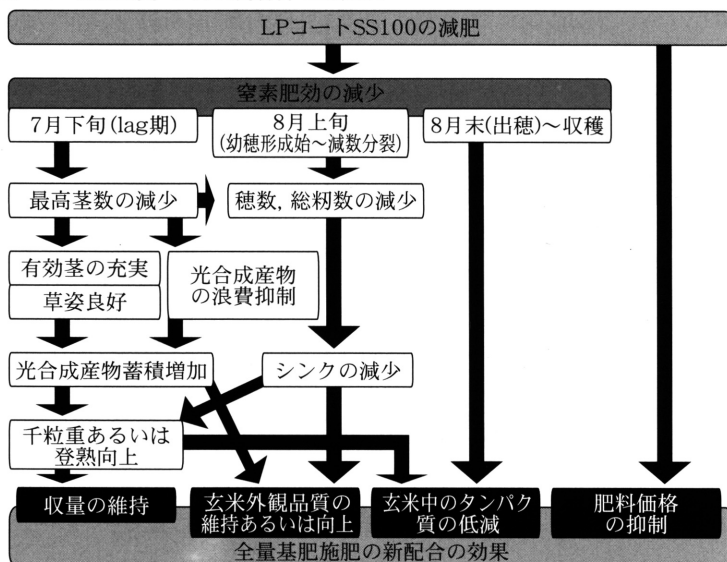 LPコートSS100の減肥
窒素肥効の減少
7月下旬(lag期)
8月上旬
(幼穂形成始～減数分裂)
8月末(出穂)～収穫
最高茎数の減少
穂数，総籾数の減少
有効茎の充実
草姿良好
光合成産物
の浪費抑制
光合成産物蓄積増加
シンクの減少
千粒重あるいは
登熟向上
収量の維持
玄米外観品質の
維持あるいは向上
玄米中のタンパク
質の低減
肥料価格
の抑制
全量基肥施肥の新配合の効果